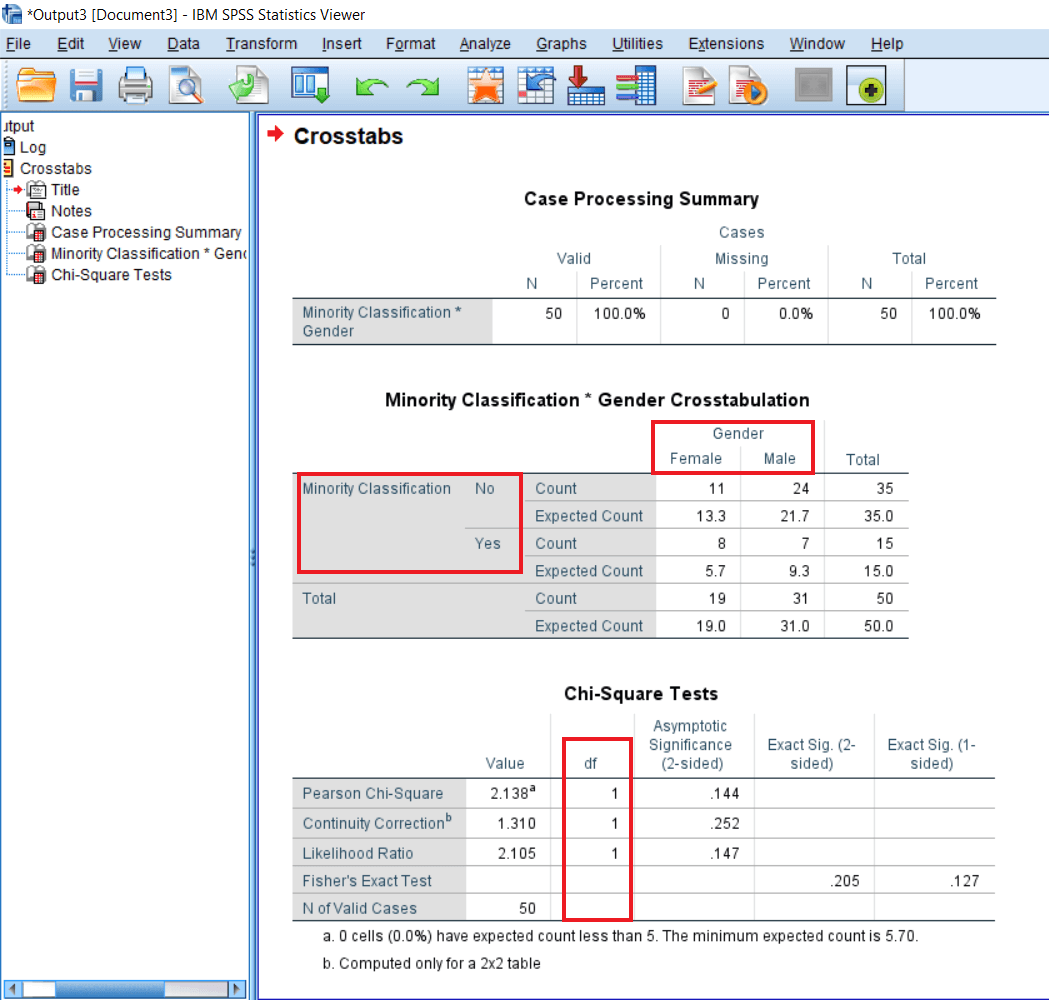 *Output3 [Document3] - IBM SPSS Statistics Viewer
File Edit View Data Transform Insert Format Analyze Graphs Utilities Extensions Window Help
utput
Log
Crosstabs
Title
Notes
Case Processing Summary
Minority Classification * Gend
Chi-Square Tests
Crosstabs
Case Processing Summary
Cases
Valid Missing Total
N Percent N Percent N Percent
Minority Classification * 50 100.0% 0 0.0% 50 100.0%
Gender
Minority Classification * Gender Crosstabulation
Gender
Female Male Total
Minority Classification No Count 11 24 35
Expected Count 13.3 21.7 35.0
Yes Count 8 7 15
Expected Count 5.7 9.3 15.0
Total Count 19 31 50
Expected Count 19.0 31.0 50.0
Chi-Square Tests
Asymptotic
Significance Exact Sig. (2- Exact Sig. (1-
Value df (2-sided) sided) sided)
Pearson Chi-Square 2.138a 1 .144
Continuity Correctionb 1.310 1 .252
Likelihood Ratio 2.105 1 .147
Fisher's Exact Test .205 .127
N of Valid Cases 50
a. 0 cells (0.0%) have expected count less than 5. The minimum expected count is 5.70.
b. Computed only for a 2x2 table